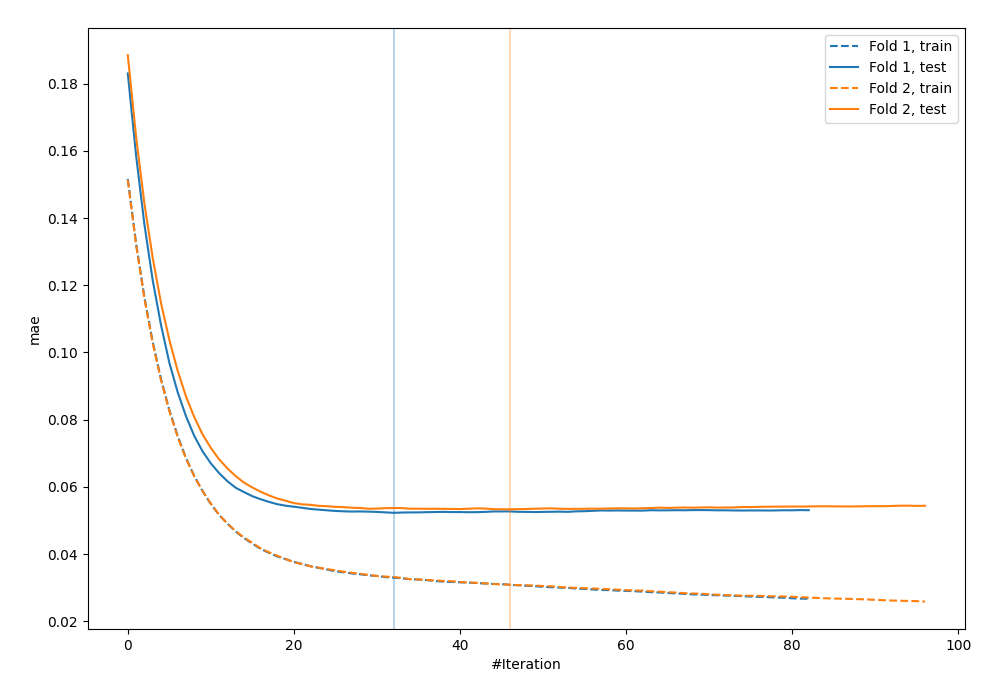 Fold 1, train
Fold 1, test
Fold 2, train
Fold 2, test
mae
0.18
0.16
0.14
0.12
0.10
0.08
0.06
0.04
0.02
0
20
40
60
80
100
#Iteration